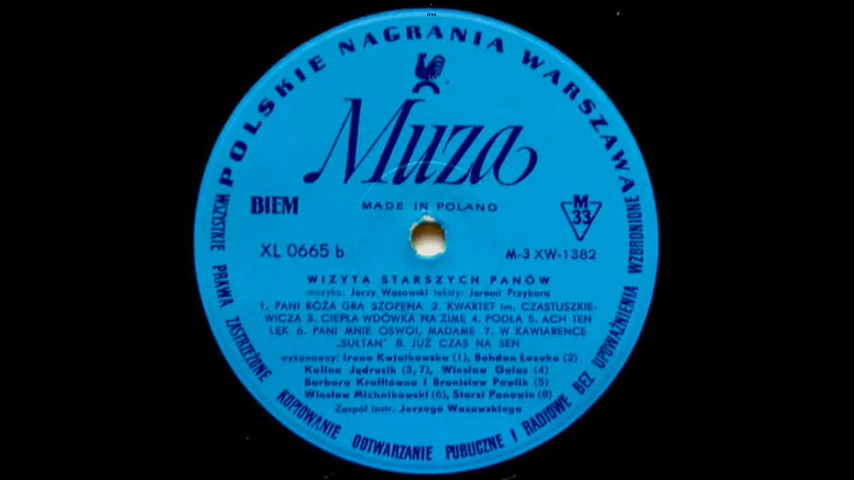 POLSKIE NAGRANIA WARSZAWA
Muza
BIEM
MADE IN POLAND
M
33
XL 0665 b
M-3 XW-1382
WIZYTA STARSZYCH PANÓW
muzyka: Jerzy Wasowski teksty: Jeremi Przybora
1. PANI RÓŻA GRA SZOPENA 2. KWARTET im. CZASTUSZKIE-
WICZA 3. CIEPŁA WDÓWKA NA ZIMĘ 4. PODŁA 5. ACH TEN
LĘK 6. PANI MNIE OSWOI, MADAME 7. W KAWIARENCE
„SUŁTAN" 8. JUŻ CZAS NA SEN
wykonawcy: Irena Kwiatkowska (1), Bohdan Łazuka (2)
Kalina Jędrusik (3, 7), Wiesław Gołas (4)
Barbara Krafftówna i Bronisław Pawlik (5)
Wiesław Michnikowski (6), Starsi Panowie (8)
Zespół instr. Jerzego Wasowskiego
WSZYSTKIE PRAWA ZASTRZEŻONE KOPIOWANIE ODTWARZANIE PUBLICZNE I RADIOWE BEZ UPOWAŻNIENIA WZBRONIONE